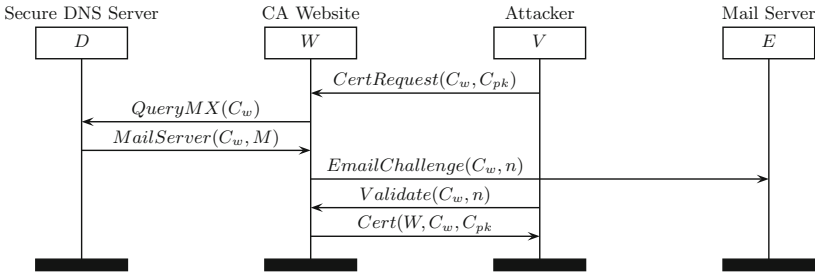 Secure DNS Server CA Website Attacker Mail Server
D W V E
CertRequest(C_w, C_pk)
QueryMX(C_w)
MailServer(C_w, M)
EmailChallenge(C_w, n)
Validate(C_w, n)
Cert(W, C_w, C_pk